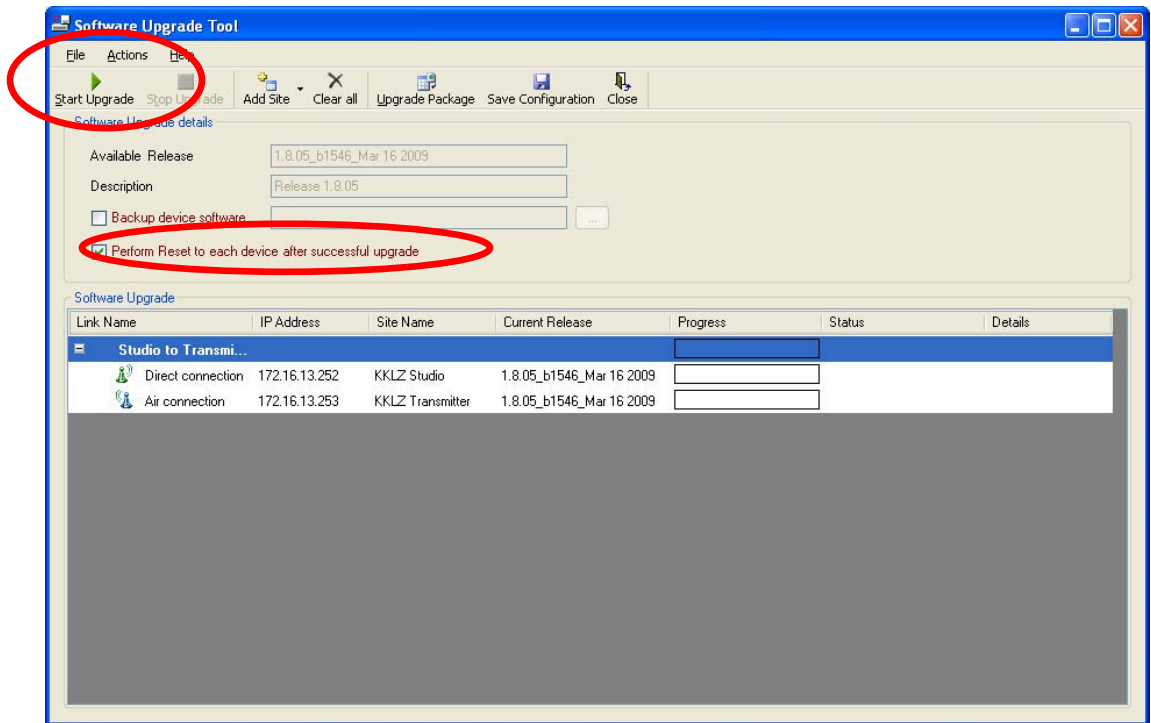 Software Upgrade Tool
File Actions Help
Start Upgrade Stop Upgrade Add Site Clear all Upgrade Package Save Configuration Close
Software Upgrade details
Available Release 1.8.05_b1546_Mar 16 2009
Description Release 1.8.05
Backup device software ...
Perform Reset to each device after successful upgrade
Software Upgrade
Link Name IP Address Site Name Current Release Progress Status Details
Studio to Transmi...
Direct connection 172.16.13.252 KKLZ Studio 1.8.05_b1546_Mar 16 2009
Air connection 172.16.13.253 KKLZ Transmitter 1.8.05_b1546_Mar 16 2009